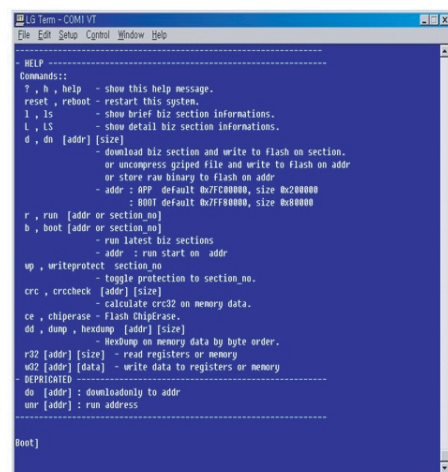 LG Term - COM1 VT
File Edit Setup Control Window Help
--------------------------------------------------------------
- HELP -------------------------------------------------------
Commands::
? , h , help - show this help message.
reset , reboot - restart this system.
l , ls - show brief biz section informations.
L , LS - show detail biz section informations.
d , dn [addr] [size]
- download biz section and write to flash on section.
or uncompress gziped file and write to flash on addr
or store raw binary to flash on addr
- addr : APP default 0x7FC00000, size 0x200000
: BOOT default 0x7FF80000, size 0x80000
r , run [addr or section_no]
b , boot [addr or section_no]
- run latest biz sections
- addr : run start on addr
wp , writeprotect section_no
- toggle protection to section_no.
crc , crccheck [addr] [size]
- calculate crc32 on memory data.
ce , chiperase - Flash ChipErase.
dd , dump , hexdump [addr] [size]
- HexDump on memory data by byte order.
r32 [addr] [size] - read registers or memory
w32 [addr] [data] - write data to registers or memory
- DEPRICATED -------------------------------------------------
do [addr] : downloadonly to addr
unr [addr] : run address
--------------------------------------------------------------
Boot]